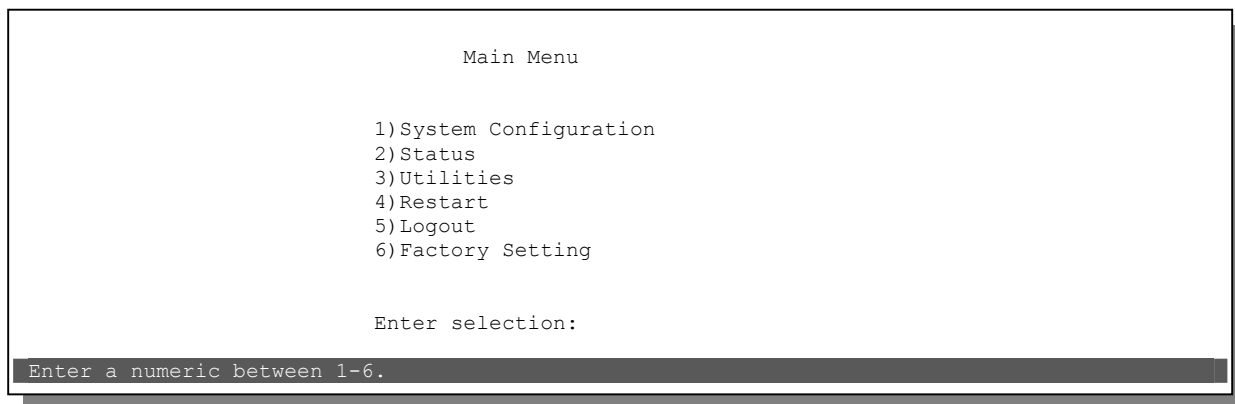 Main Menu
1)System Configuration
2)Status
3)Utilities
4)Restart
5)Logout
6)Factory Setting
Enter selection:
Enter a numeric between 1-6.